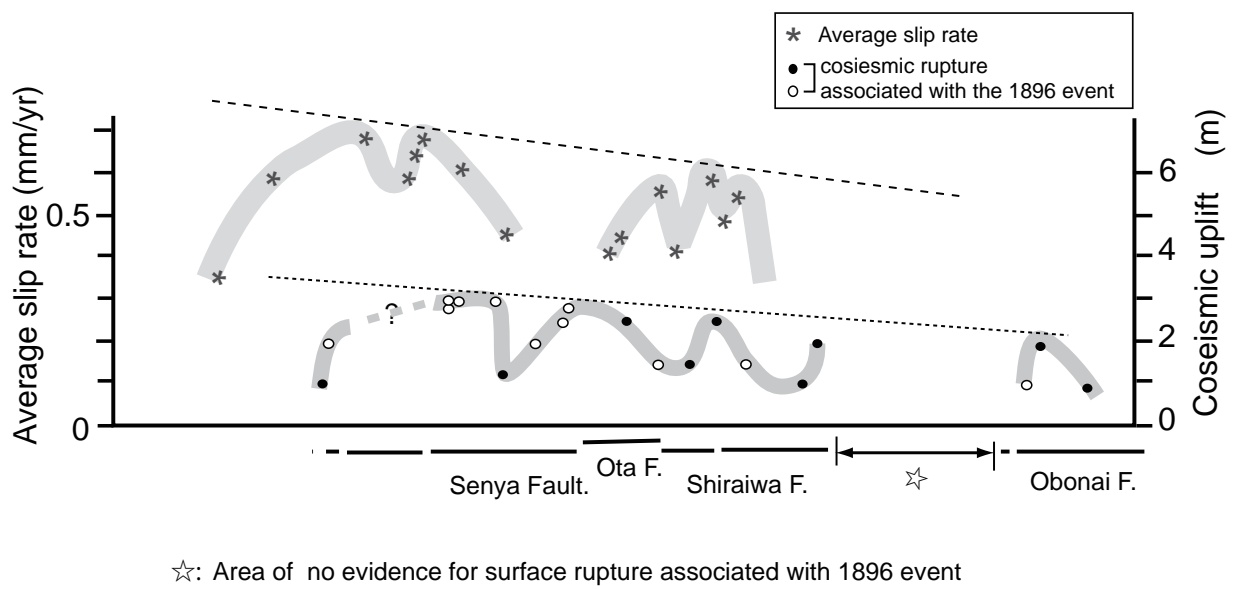 Average slip rate
cosiesmic rupture
associated with the 1896 event
Average slip rate (mm/yr)
0.5
0
6
4
2
0
Coseismic uplift (m)
?
Senya Fault.
Ota F.
Shiraiwa F.
☆
Obonai F.
☆: Area of no evidence for surface rupture associated with 1896 event